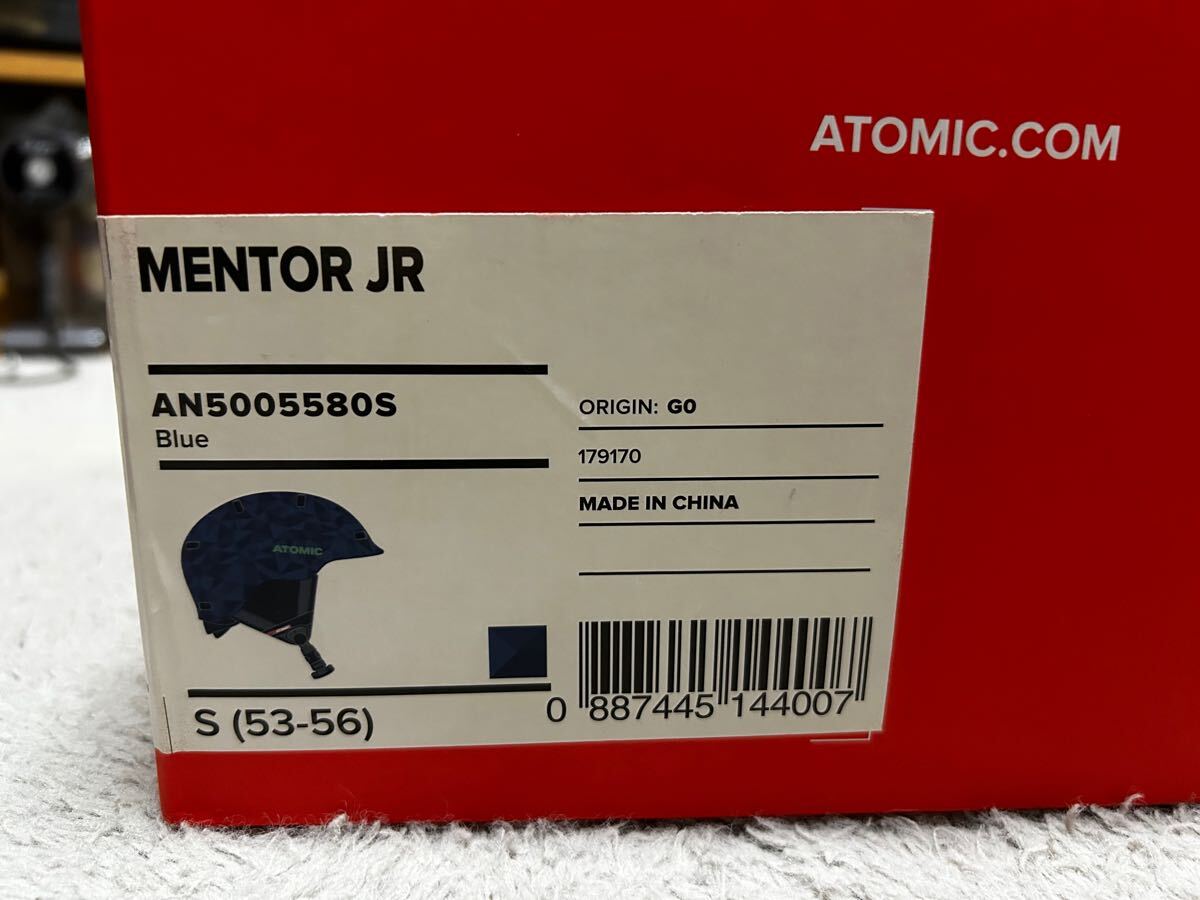 ATOMIC.COM
MENTOR JR
AN5005580S
Blue
ORIGIN: G0
179170
MADE IN CHINA
ATOMIC
S (53-56)
0 887445 144007